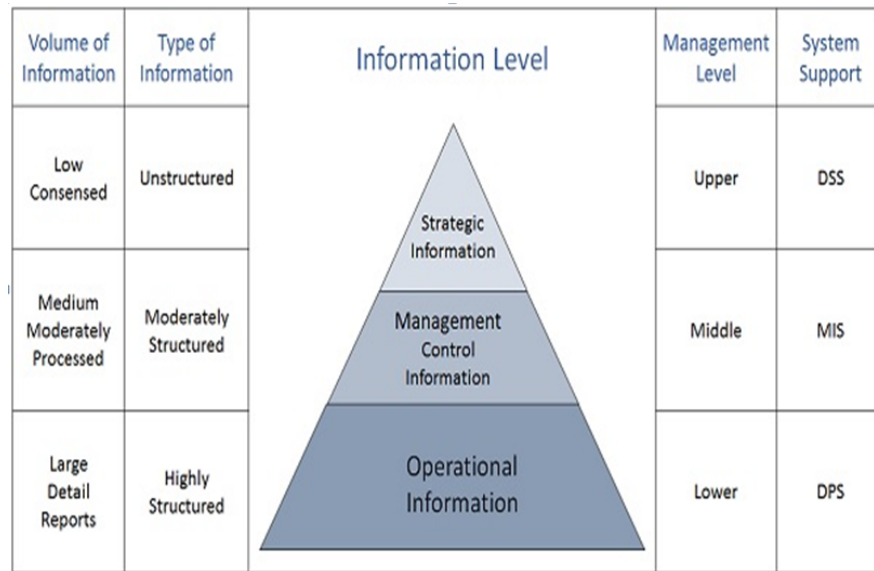 Volume of
Information
Type of
Information
Information Level
Management
Level
System
Support
Low
Consensed
Unstructured
Strategic
Information
Upper
DSS
Medium
Moderately
Processed
Moderately
Structured
Management
Control
Information
Middle
MIS
Large
Detail
Reports
Highly
Structured
Operational
Information
Lower
DPS